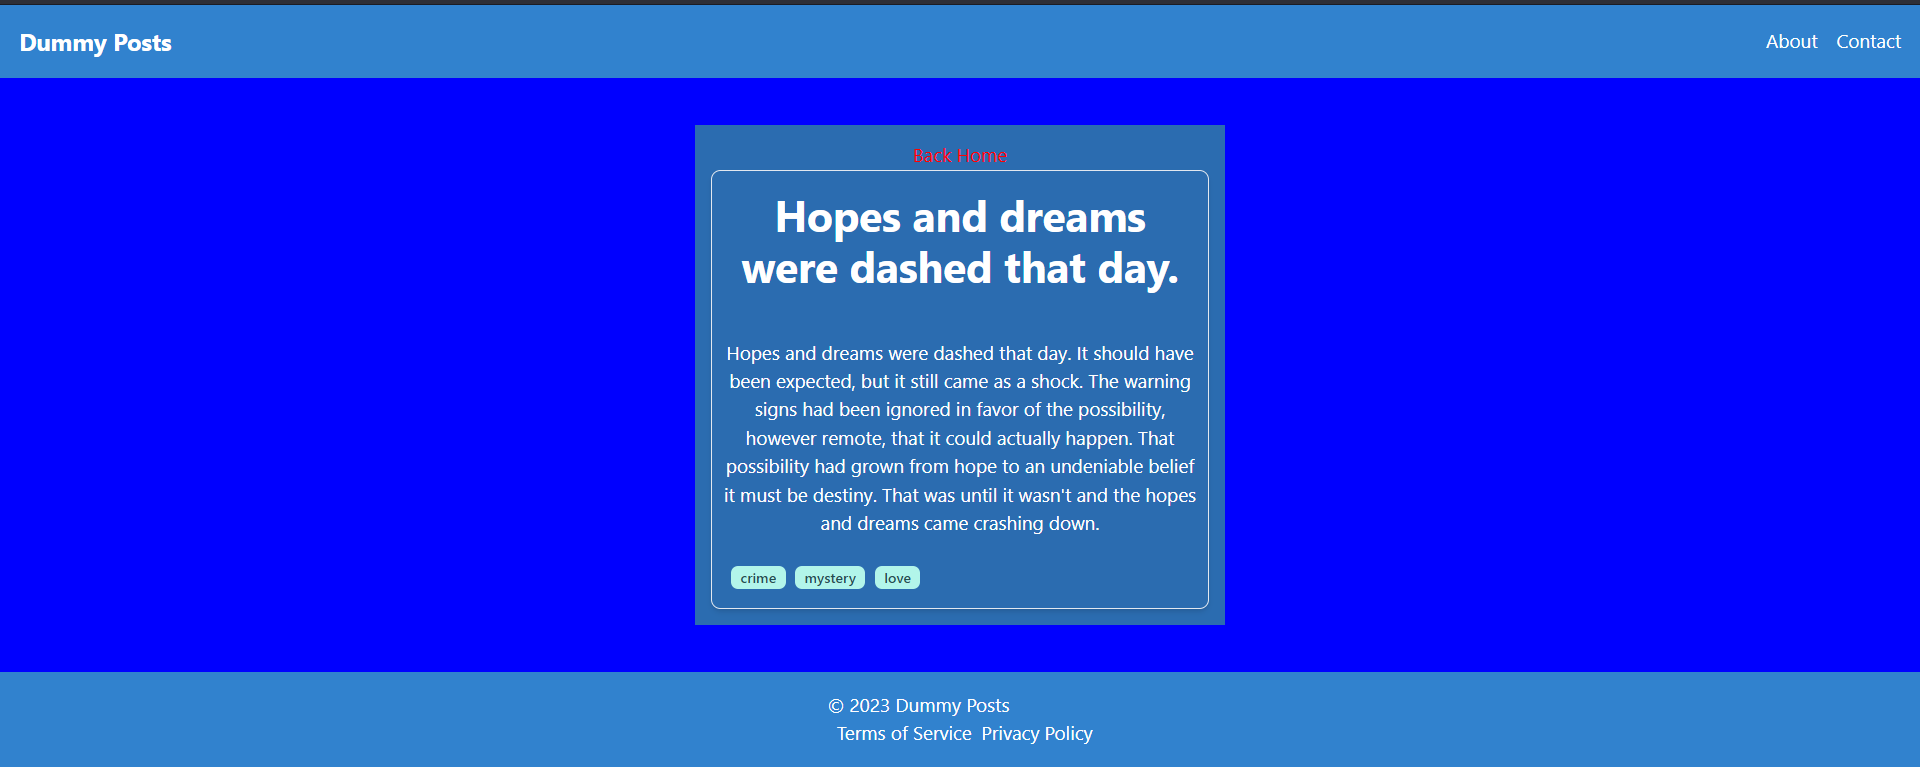 Dummy Posts
About Contact
Back Home
Hopes and dreams
were dashed that day.
Hopes and dreams were dashed that day. It should have
been expected, but it still came as a shock. The warning
signs had been ignored in favor of the possibility,
however remote, that it could actually happen. That
possibility had grown from hope to an undeniable belief
it must be destiny. That was until it wasn't and the hopes
and dreams came crashing down.
crime mystery love
© 2023 Dummy Posts
Terms of Service Privacy Policy